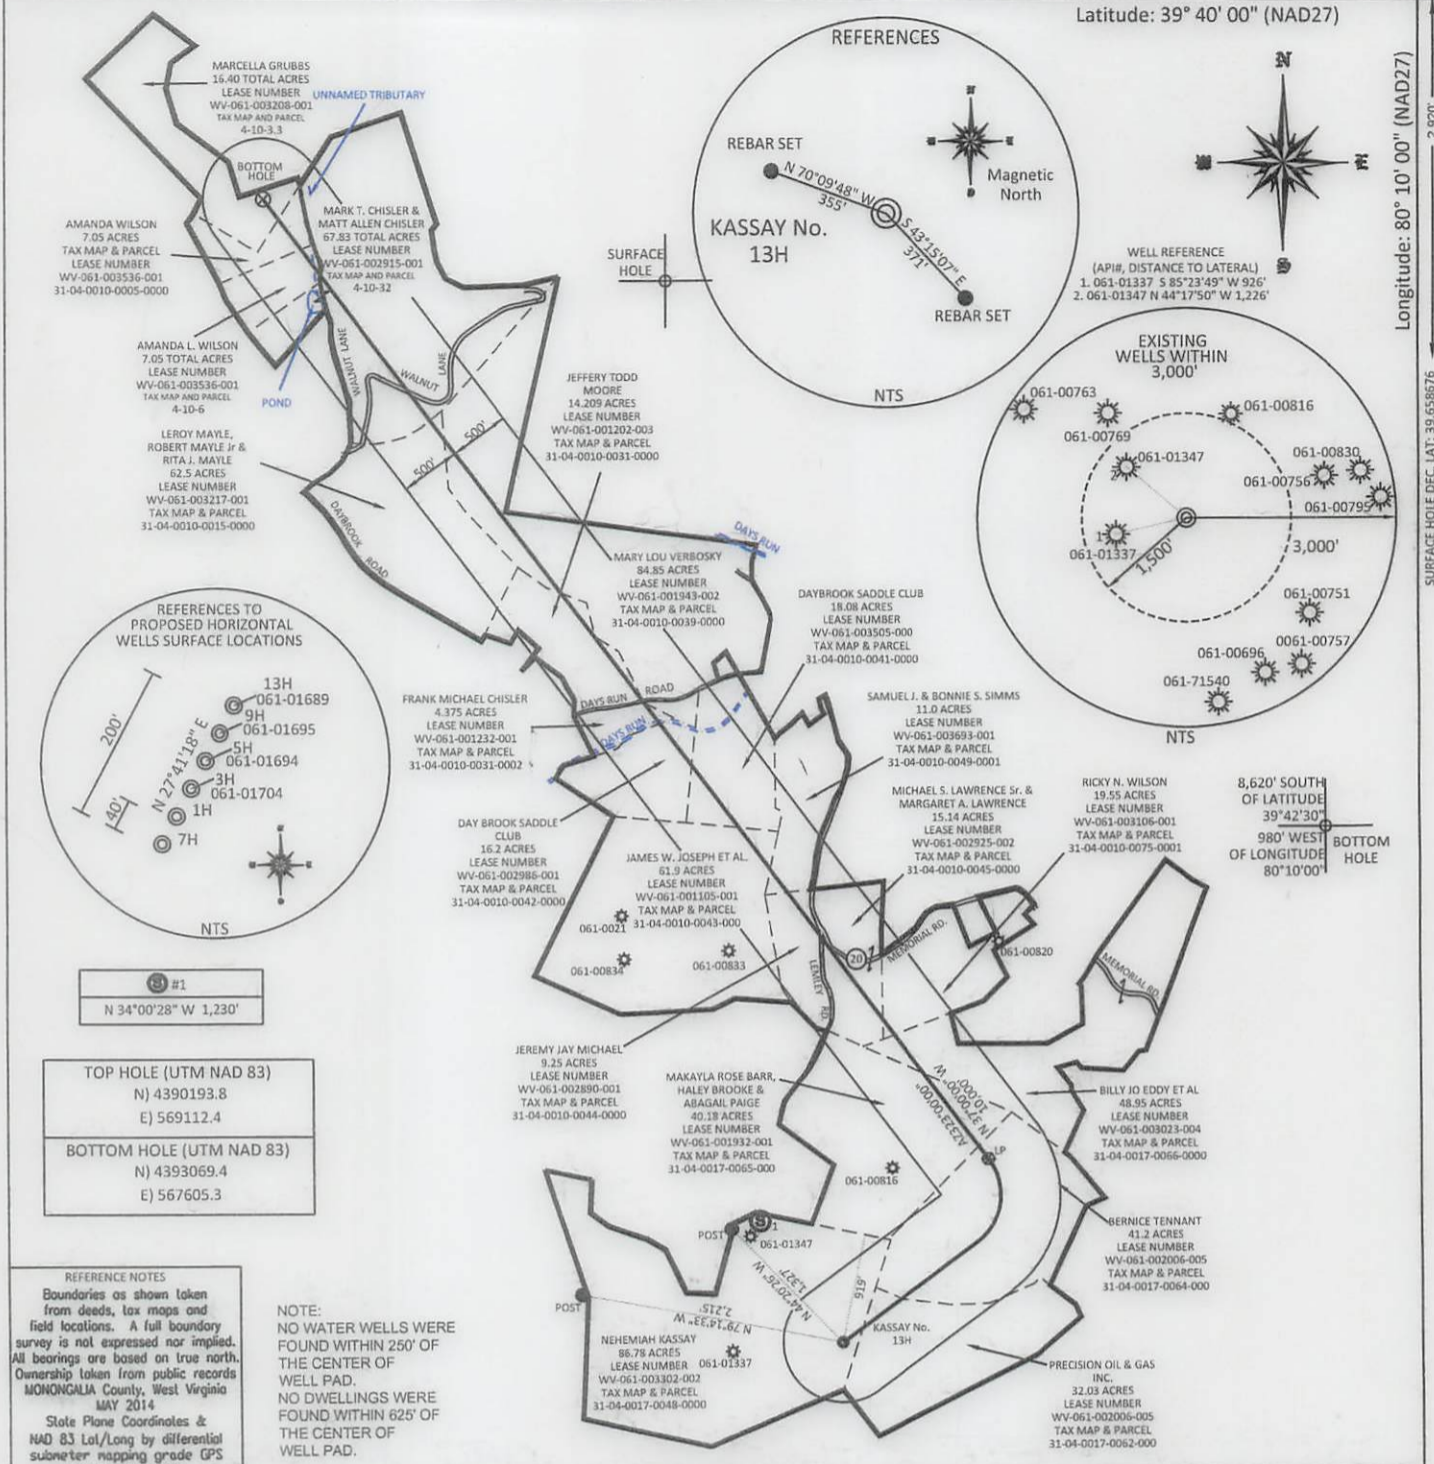 Latitude: 39° 40' 00" (NAD27)
Longitude: 80° 10' 00" (NAD27)
2,920'
SURFACE HOLE DEC. LAT: 39.658676
N
E
S
REFERENCES
REBAR SET
N 70°09'48" W
355'
Magnetic
North
KASSAY No.
13H
S 43°15'07" E
371'
REBAR SET
NTS
SURFACE
HOLE
WELL REFERENCE
(API#, DISTANCE TO LATERAL)
1. 061-01337 S 85°23'49" W 926'
2. 061-01347 N 44°17'50" W 1,226'
EXISTING
WELLS WITHIN
3,000'
061-00763
061-00769
061-00816
061-01347
2
061-00830
061-00756
061-00795
1
061-01337
1,500'
3,000'
061-00751
0061-00757
061-00696
061-71540
NTS
MARCELLA GRUBBS
16.40 TOTAL ACRES
LEASE NUMBER
WV-061-003208-001
TAX MAP AND PARCEL
4-10-3.3
UNNAMED TRIBUTARY
BOTTOM
HOLE
MARK T. CHISLER &
MATT ALLEN CHISLER
67.83 TOTAL ACRES
LEASE NUMBER
WV-061-002915-001
TAX MAP AND PARCEL
4-10-32
AMANDA WILSON
7.05 ACRES
TAX MAP & PARCEL
LEASE NUMBER
WV-061-003536-001
31-04-0010-0005-0000
AMANDA L. WILSON
7.05 TOTAL ACRES
LEASE NUMBER
WV-061-003536-001
TAX MAP AND PARCEL
4-10-6
POND
WALNUT LANE
WALNUT
LANE
LEROY MAYLE,
ROBERT MAYLE Jr &
RITA J. MAYLE
62.5 ACRES
LEASE NUMBER
WV-061-003217-001
TAX MAP & PARCEL
31-04-0010-0015-0000
JEFFERY TODD
MOORE
14.209 ACRES
LEASE NUMBER
WV-061-001202-003
TAX MAP & PARCEL
31-04-0010-0031-0000
500'
500'
DAYBROOK
ROAD
DAYS RUN
MARY LOU VERBOSKY
84.85 ACRES
LEASE NUMBER
WV-061-001943-002
TAX MAP & PARCEL
31-04-0010-0039-0000
DAYBROOK SADDLE CLUB
18.08 ACRES
LEASE NUMBER
WV-061-003505-000
TAX MAP & PARCEL
31-04-0010-0041-0000
REFERENCES TO
PROPOSED HORIZONTAL
WELLS SURFACE LOCATIONS
200'
40'
N 27°41'18" E
13H
061-01689
9H
061-01695
5H
061-01694
3H
061-01704
1H
7H
NTS
FRANK MICHAEL CHISLER
4.375 ACRES
LEASE NUMBER
WV-061-001232-001
TAX MAP & PARCEL
31-04-0010-0031-0002
DAYS RUN
ROAD
DAYS RUN
SAMUEL J. & BONNIE S. SIMMS
11.0 ACRES
LEASE NUMBER
WV-061-003693-001
TAX MAP & PARCEL
31-04-0010-0049-0001
MICHAEL S. LAWRENCE Sr. &
MARGARET A. LAWRENCE
15.14 ACRES
LEASE NUMBER
WV-061-002925-002
TAX MAP & PARCEL
31-04-0010-0045-0000
RICKY N. WILSON
19.55 ACRES
LEASE NUMBER
WV-061-003106-001
TAX MAP & PARCEL
31-04-0010-0075-0001
8,620' SOUTH
OF LATITUDE
39°42'30"
980' WEST
OF LONGITUDE
80°10'00"
BOTTOM
HOLE
DAY BROOK SADDLE
CLUB
16.2 ACRES
LEASE NUMBER
WV-061-002986-001
TAX MAP & PARCEL
31-04-0010-0042-0000
JAMES W. JOSEPH ET AL.
61.9 ACRES
LEASE NUMBER
WV-061-001105-001
TAX MAP & PARCEL
31-04-0010-0043-000
061-0021
061-00834
061-00833
20
MEMORIAL RD.
061-00820
MEMORIAL RD.
LEMLEY
RD.
S #1
N 34°00'28" W 1,230'
JEREMY JAY MICHAEL
9.25 ACRES
LEASE NUMBER
WV-061-002890-001
TAX MAP & PARCEL
31-04-0010-0044-0000
MAKAYLA ROSE BARR,
HALEY BROOKE &
ABAGAIL PAIGE
40.18 ACRES
LEASE NUMBER
WV-061-001932-001
TAX MAP & PARCEL
31-04-0017-0065-000
AZ323°00'00"
(N 37°00'00" W
10,000'
LP
BILLY JO EDDY ET AL
48.95 ACRES
LEASE NUMBER
WV-061-003023-004
TAX MAP & PARCEL
31-04-0017-0066-0000
TOP HOLE (UTM NAD 83)
N) 4390193.8
E) 569112.4
BOTTOM HOLE (UTM NAD 83)
N) 4393069.4
E) 567605.3
061-00816
BERNICE TENNANT
41.2 ACRES
LEASE NUMBER
WV-061-002006-005
TAX MAP & PARCEL
31-04-0017-0064-000
POST
S 1
061-01347
N 44°20'26" W
1,327'
919'
POST
N 79°14'33" W
2,215'
KASSAY No.
13H
NEHEMIAH KASSAY
86.78 ACRES
LEASE NUMBER
WV-061-003302-002
TAX MAP & PARCEL
31-04-0017-0048-0000
061-01337
PRECISION OIL & GAS
INC.
32.03 ACRES
LEASE NUMBER
WV-061-002006-005
TAX MAP & PARCEL
31-04-0017-0062-000
REFERENCE NOTES
Boundaries as shown taken
from deeds, tax maps and
field locations. A full boundary
survey is not expressed nor implied.
All bearings are based on true north.
Ownership taken from public records
MONONGALIA County, West Virginia
MAY 2014
State Plane Coordinates &
NAD 83 Lat/Long by differential
submeter mapping grade GPS
NOTE:
NO WATER WELLS WERE
FOUND WITHIN 250' OF
THE CENTER OF
WELL PAD.
NO DWELLINGS WERE
FOUND WITHIN 625' OF
THE CENTER OF
WELL PAD.